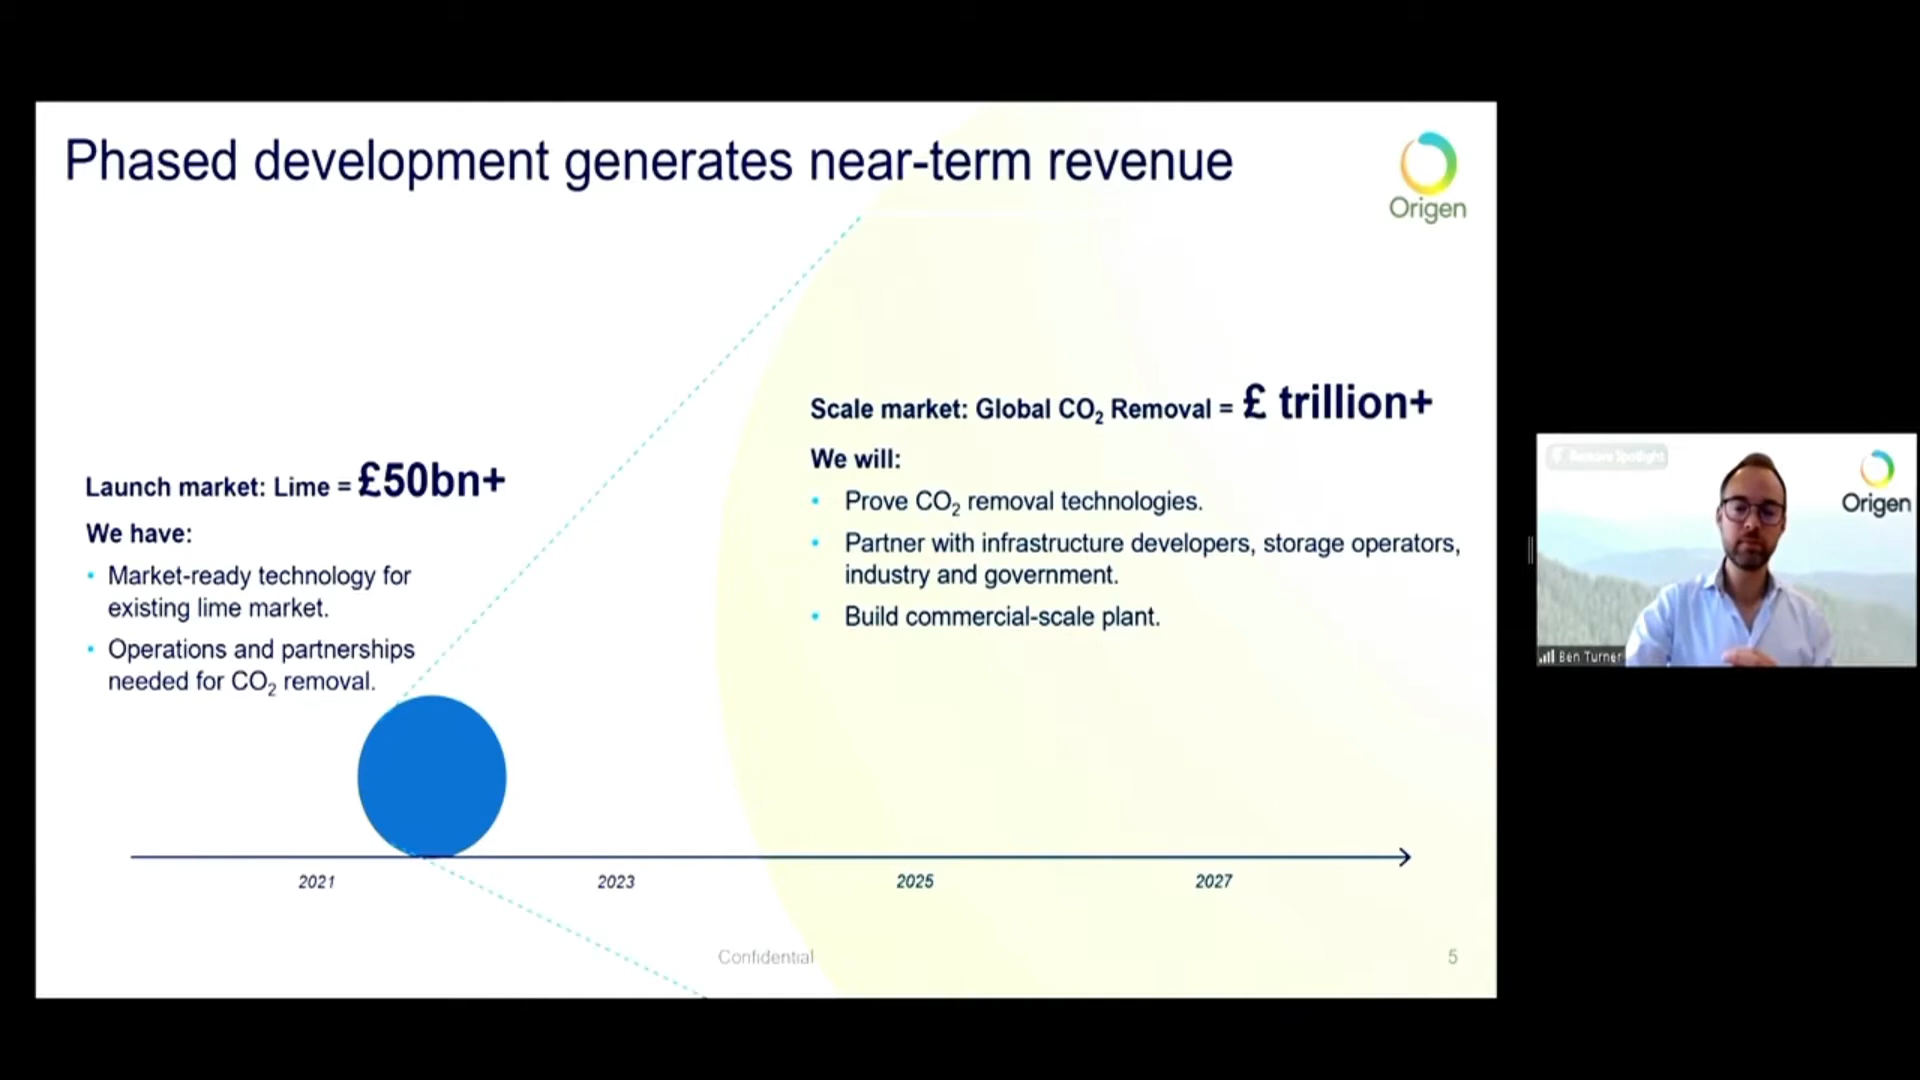 Phased development generates near-term revenue
Origen
Launch market: Lime = £50bn+
We have:
• Market-ready technology for
existing lime market.
• Operations and partnerships
needed for CO₂ removal.
Scale market: Global CO₂ Removal = £ trillion+
We will:
• Prove CO₂ removal technologies.
• Partner with infrastructure developers, storage operators,
industry and government.
• Build commercial-scale plant.
2021
2023
2025
2027
Confidential
5
Remove Spotlight
Origen
Ben Turner